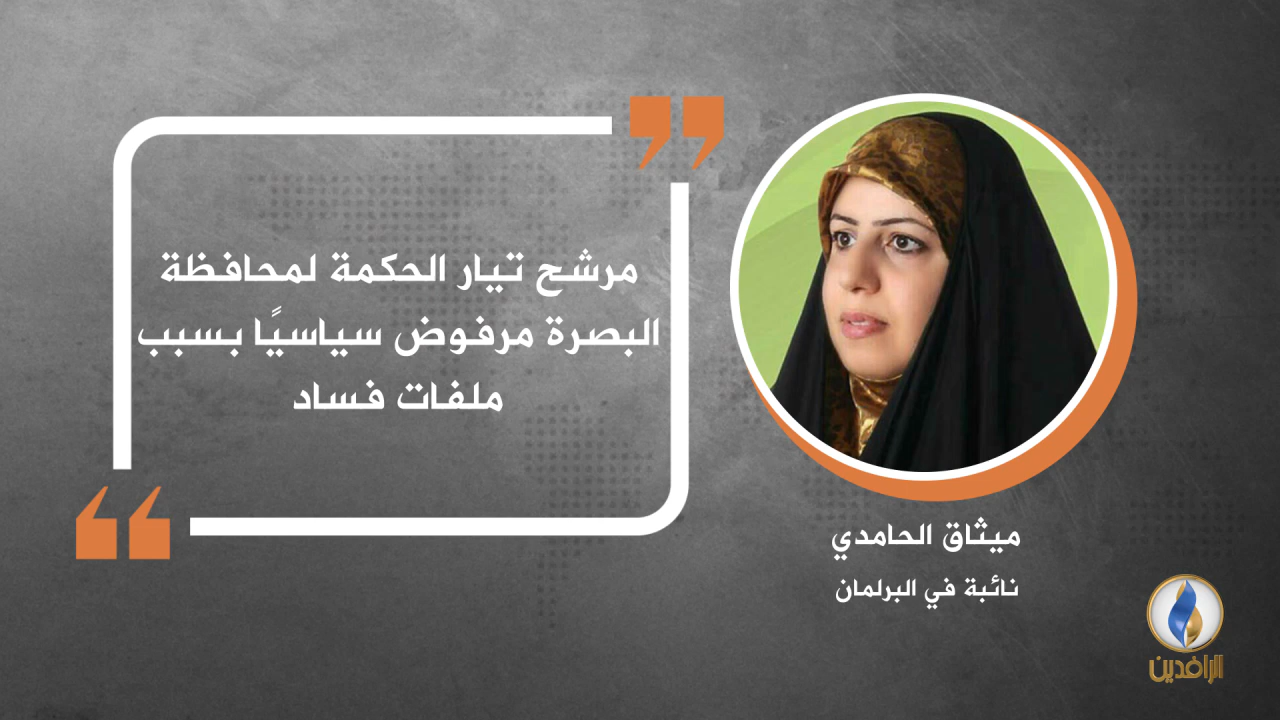 مرشح تيار الحكمة لمحافظة
البصرة مرفوض سياسيًا بسبب
ملفات فساد
ميثاق الحامدي
نائبة في البرلمان
الرافدين